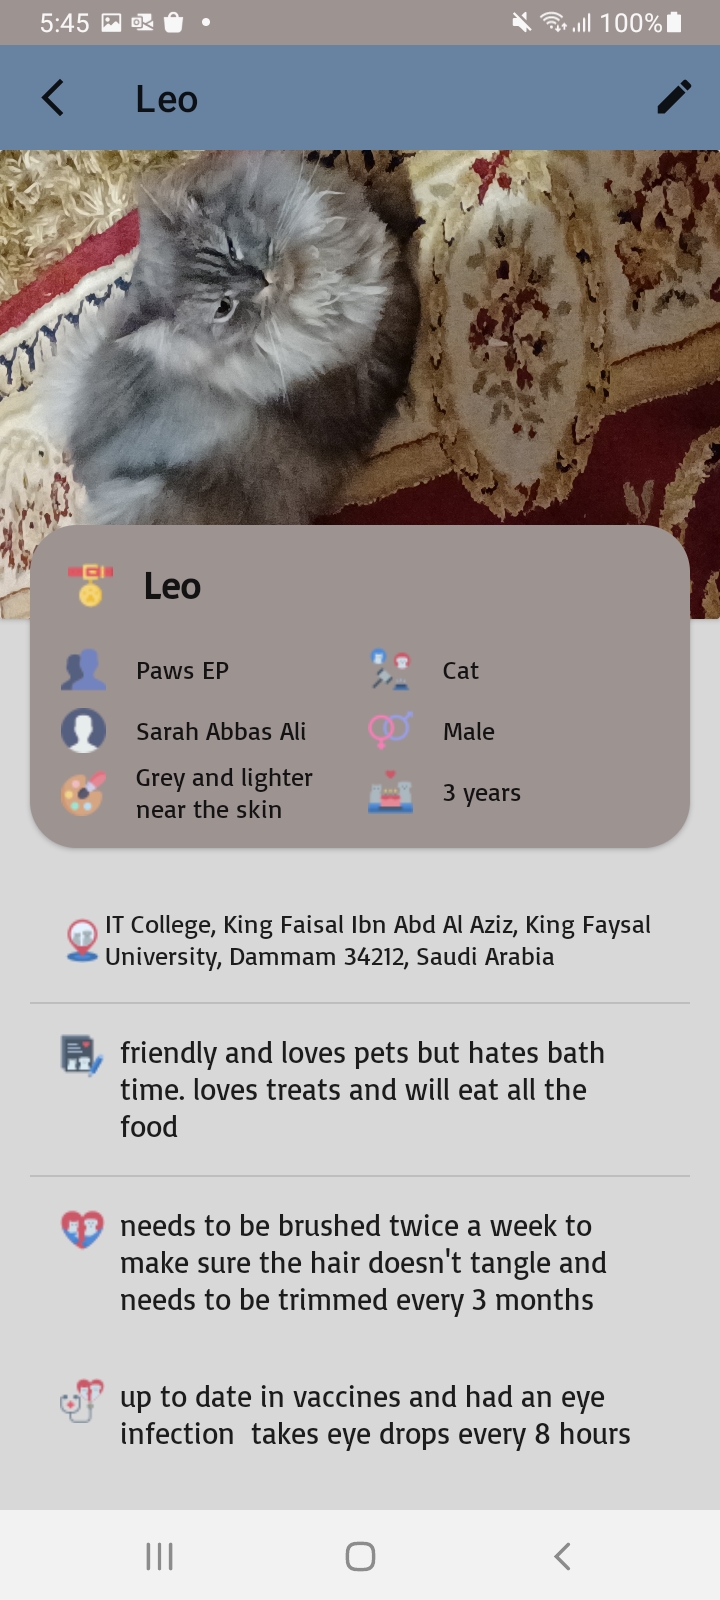 5:45
100%
Leo
Leo
Paws EP
Cat
Sarah Abbas Ali
Male
Grey and lighter
near the skin
3 years
IT College, King Faisal Ibn Abd Al Aziz, King Faysal
University, Dammam 34212, Saudi Arabia
friendly and loves pets but hates bath
time. loves treats and will eat all the
food
needs to be brushed twice a week to
make sure the hair doesn't tangle and
needs to be trimmed every 3 months
up to date in vaccines and had an eye
infection  takes eye drops every 8 hours